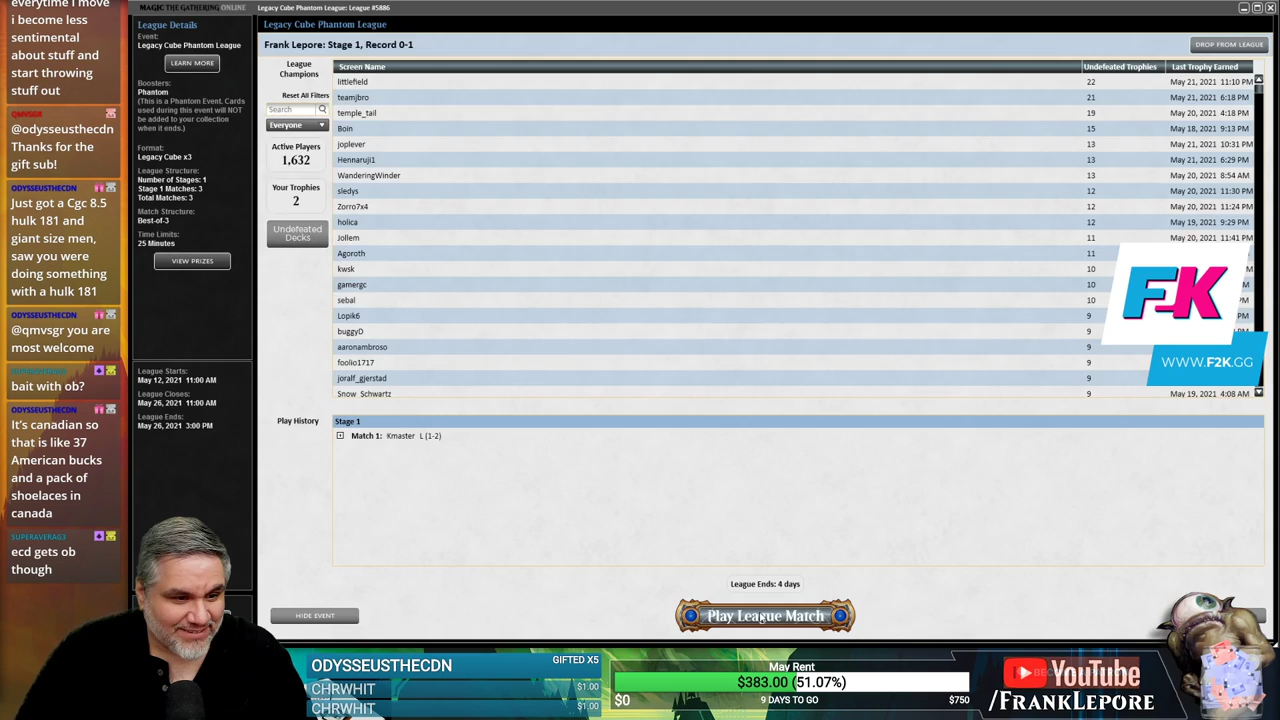 everytime i move
i become less
sentimental
about stuff and
start throwing
stuff out
QMVSGR
@odysseusthecdn
Thanks for the
gift sub!
ODYSSEUSTHECDN
Just got a Cgc 8.5
hulk 181 and
giant size men,
saw you were
doing something
with a hulk 181
ODYSSEUSTHECDN
@qmvsgr you are
most welcome
bait with ob?
ODYSSEUSTHECDN
It's canadian so
that is like 37
American bucks
and a pack of
shoelaces in
canada
SUPERAVERAG3
ecd gets ob
though
MAGIC THE GATHERING ONLINE
Legacy Cube Phantom League: League #5886
League Details
Event:
Legacy Cube Phantom League
LEARN MORE
Boosters:
Phantom
(This is a Phantom Event. Cards
used during this event will NOT
be added to your collection
when it ends.)
Format:
Legacy Cube x3
League Structure:
Number of Stages: 1
Stage 1 Matches: 3
Total Matches: 3
Match Structure:
Best-of-3
Time Limits:
25 Minutes
VIEW PRIZES
League Starts:
May 12, 2021 11:00 AM
League Closes:
May 26, 2021 11:00 AM
League Ends:
May 26, 2021 3:00 PM
Legacy Cube Phantom League
Frank Lepore: Stage 1, Record 0-1
DROP FROM LEAGUE
League
Champions
Reset All Filters
Search
Everyone
Active Players
1,632
Your Trophies
2
Undefeated
Decks
Screen Name Undefeated Trophies Last Trophy Earned
littlefield 22 May 21, 2021 11:10 PM
teamjbro 21 May 21, 2021 6:18 PM
temple_tail 19 May 20, 2021 4:18 PM
Boin 15 May 18, 2021 9:13 PM
joplever 13 May 21, 2021 10:31 PM
Hennaruji1 13 May 21, 2021 6:29 PM
WanderingWinder 13 May 20, 2021 8:54 AM
sledys 12 May 20, 2021 11:30 PM
Zorro7x4 12 May 20, 2021 11:24 PM
holica 12 May 19, 2021 9:29 PM
Jollem 11 May 20, 2021 11:41 PM
Agoroth 11
kwsk 10 M
gamergc 10
sebal 10 PM
Lopik6 9 PM
buggyD 9 PM
aaronambroso 9
foolio1717 9
joralf_gjerstad 9
Snow_Schwartz 9 May 19, 2021 4:08 AM
F2K
WWW.F2K.GG
Play History
Stage 1
Match 1: Kmaster L (1-2)
League Ends: 4 days
HIDE EVENT
Play League Match
ODYSSEUSTHECDN GIFTED X5
CHRWHIT $1.00
CHRWHIT $1.00
May Rent
$383.00 (51.07%)
$0 9 DAYS TO GO $750
YouTube
/FRANKLEPORE